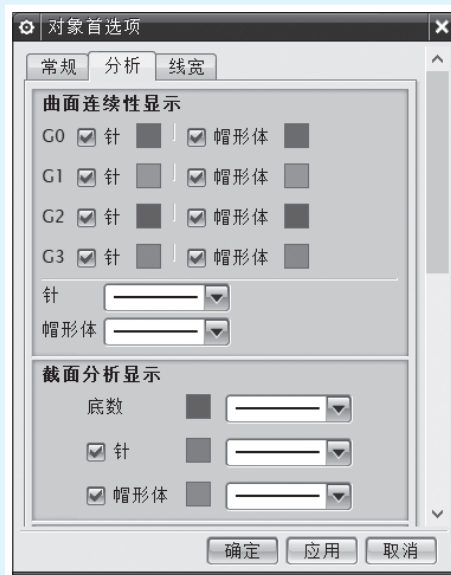 对象首选项
常规 分析 线宽
曲面连续性显示
G0 针 帽形体
G1 针 帽形体
G2 针 帽形体
G3 针 帽形体
针
帽形体
截面分析显示
底数
针
帽形体
确定 应用 取消